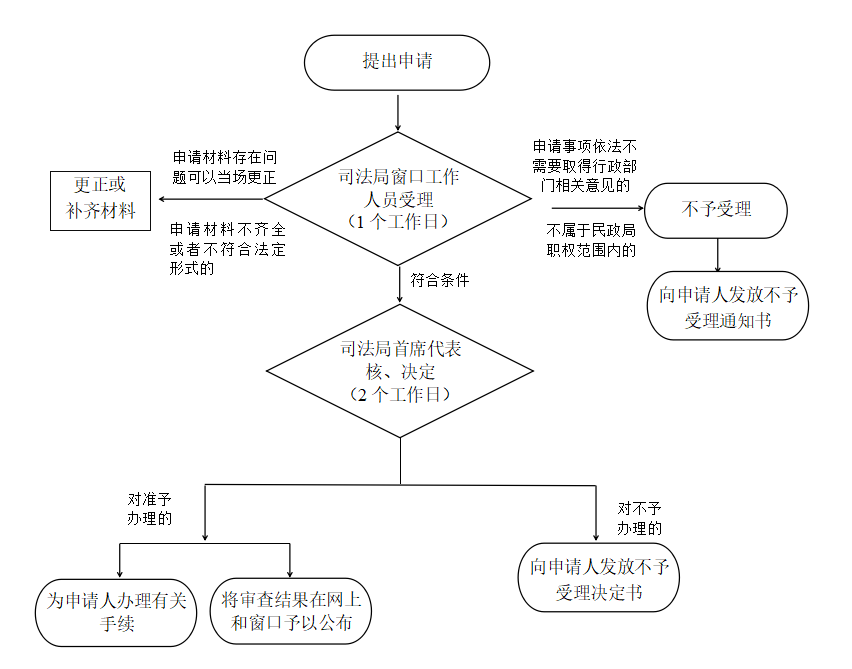 提出申请
申请材料存在问
题可以当场更正
更正或
补齐材料
申请材料不齐全
或者不符合法定
形式的
司法局窗口工作
人员受理
（1 个工作日）
申请事项依法不
需要取得行政部
门相关意见的
不属于民政局
职权范围内的
不予受理
向申请人发放不予
受理通知书
符合条件
司法局首席代表
核、决定
（2 个工作日）
对准予
办理的
对不予
办理的
为申请人办理有关
手续
将审查结果在网上
和窗口予以公布
向申请人发放不予
受理决定书